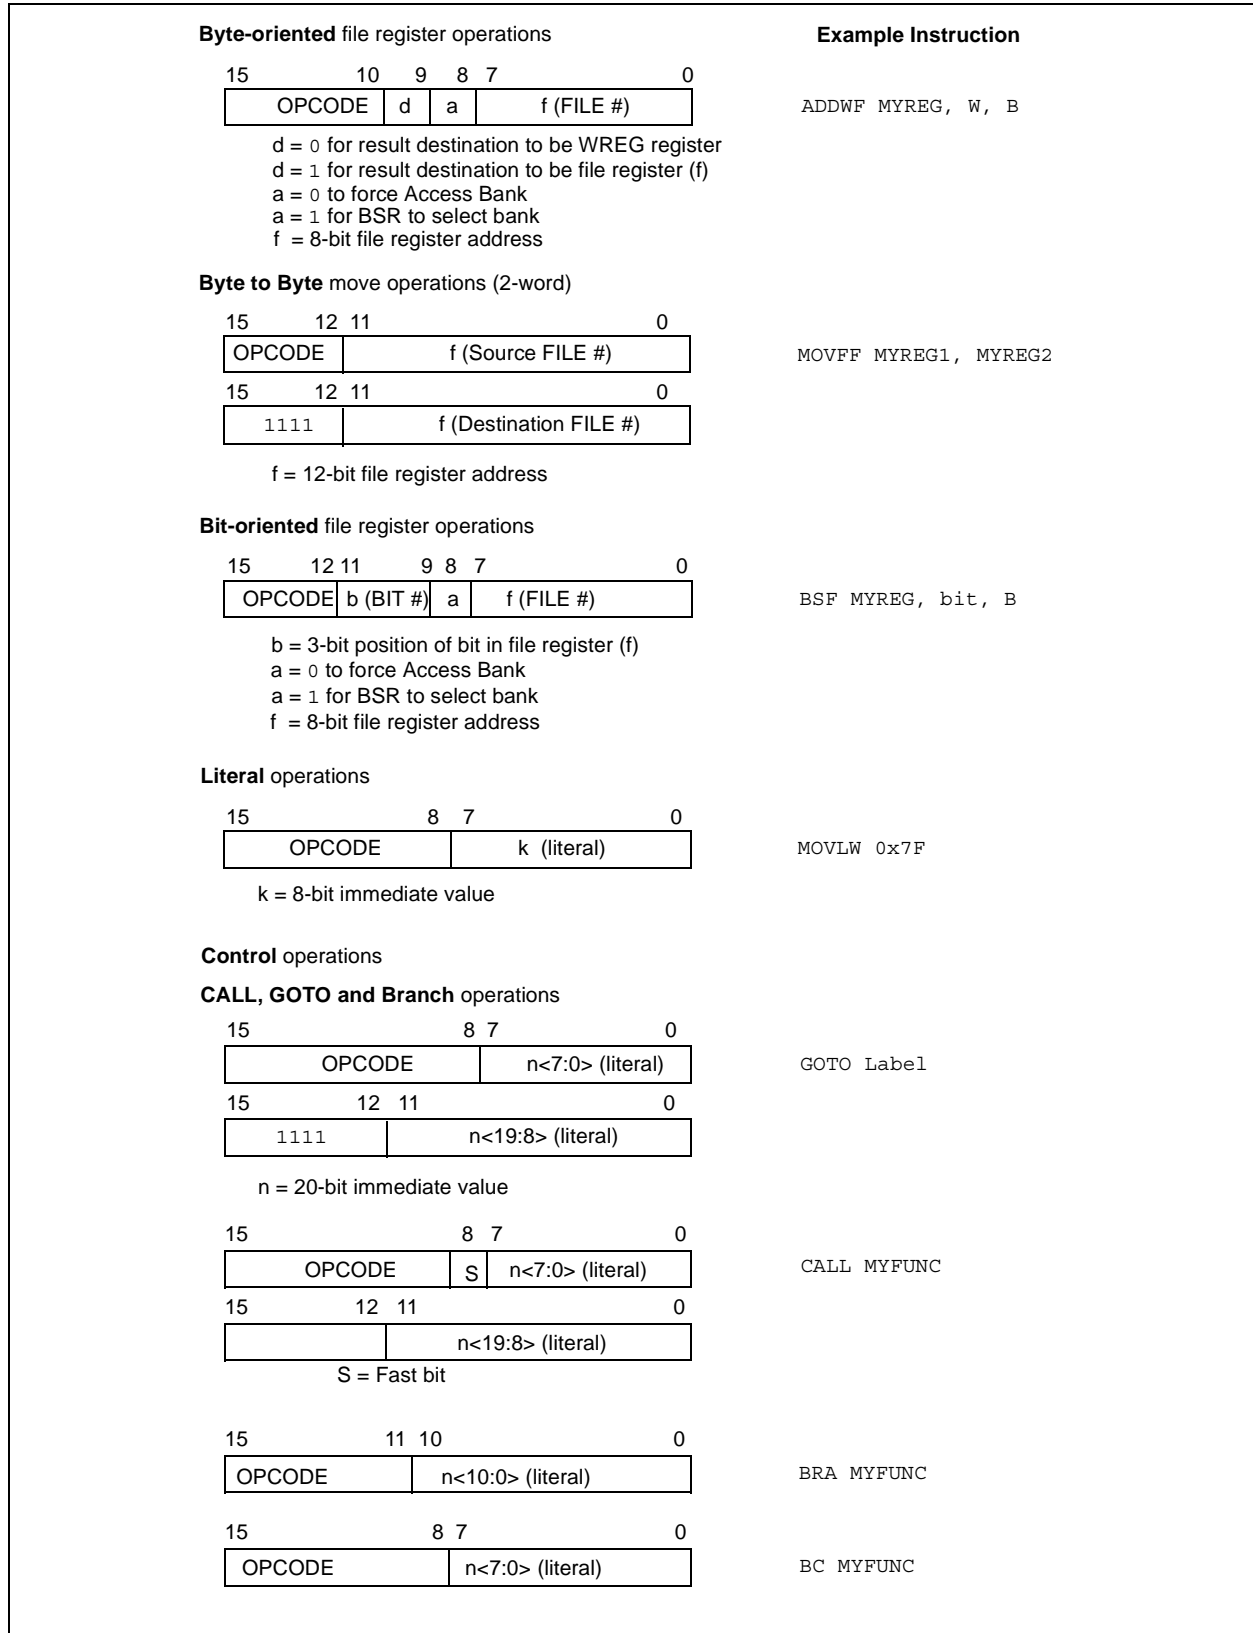 Byte-oriented file register operations Example Instruction
15 10 9 8 7 0
OPCODE d a f (FILE #) ADDWF MYREG, W, B
d = 0 for result destination to be WREG register
d = 1 for result destination to be file register (f)
a = 0 to force Access Bank
a = 1 for BSR to select bank
f = 8-bit file register address
Byte to Byte move operations (2-word)
15 12 11 0
OPCODE f (Source FILE #) MOVFF MYREG1, MYREG2
15 12 11 0
1111 f (Destination FILE #)
f = 12-bit file register address
Bit-oriented file register operations
15 12 11 9 8 7 0
OPCODE b (BIT #) a f (FILE #) BSF MYREG, bit, B
b = 3-bit position of bit in file register (f)
a = 0 to force Access Bank
a = 1 for BSR to select bank
f = 8-bit file register address
Literal operations
15 8 7 0
OPCODE k (literal) MOVLW 0x7F
k = 8-bit immediate value
Control operations
CALL, GOTO and Branch operations
15 8 7 0
OPCODE n<7:0> (literal) GOTO Label
15 12 11 0
1111 n<19:8> (literal)
n = 20-bit immediate value
15 8 7 0
OPCODE S n<7:0> (literal) CALL MYFUNC
15 12 11 0
n<19:8> (literal)
S = Fast bit
15 11 10 0
OPCODE n<10:0> (literal) BRA MYFUNC
15 8 7 0
OPCODE n<7:0> (literal) BC MYFUNC